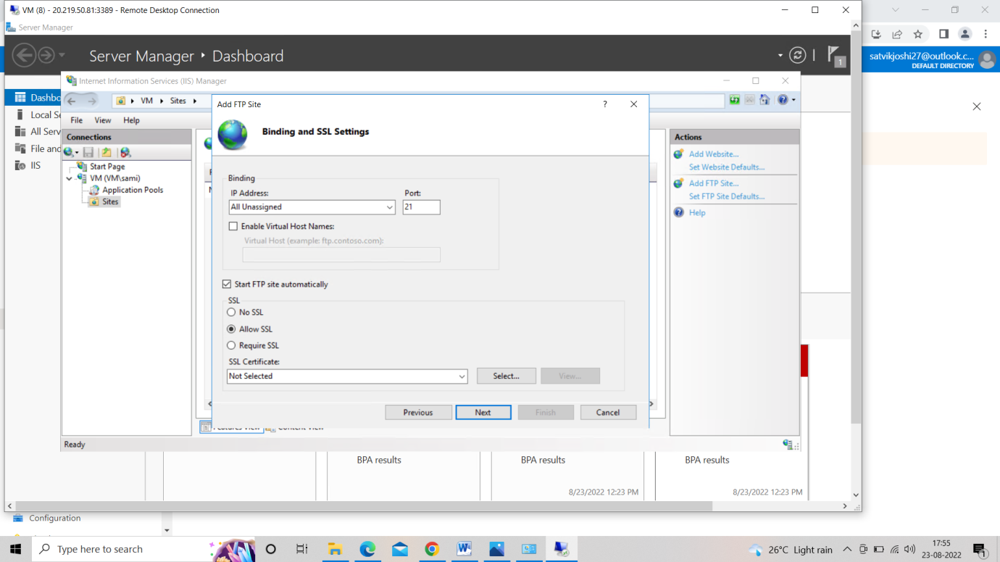 VM (8) - 20.219.50.81:3389 - Remote Desktop Connection
Server Manager
Server Manager Dashboard
1
satvikjoshi27@outlook.c...
DEFAULT DIRECTORY
Internet Information Services (IIS) Manager
VM Sites
File View Help
Dashbo
Local Se
All Serv
File and
IIS
Connections
Start Page
VM (VM\sami)
Application Pools
Sites
Add FTP Site
?
Binding and SSL Settings
Binding
IP Address:
Port:
All Unassigned
21
Enable Virtual Host Names:
Virtual Host (example: ftp.contoso.com):
Start FTP site automatically
SSL
No SSL
Allow SSL
Require SSL
SSL Certificate:
Not Selected
Select...
View...
Previous
Next
Finish
Cancel
Actions
Add Website...
Set Website Defaults...
Add FTP Site...
Set FTP Site Defaults...
Help
Ready
BPA results
BPA results
BPA results
8/23/2022 12:23 PM
8/23/2022 12:23 PM
Configuration
Type here to search
26°C Light rain
17:55
23-08-2022
1